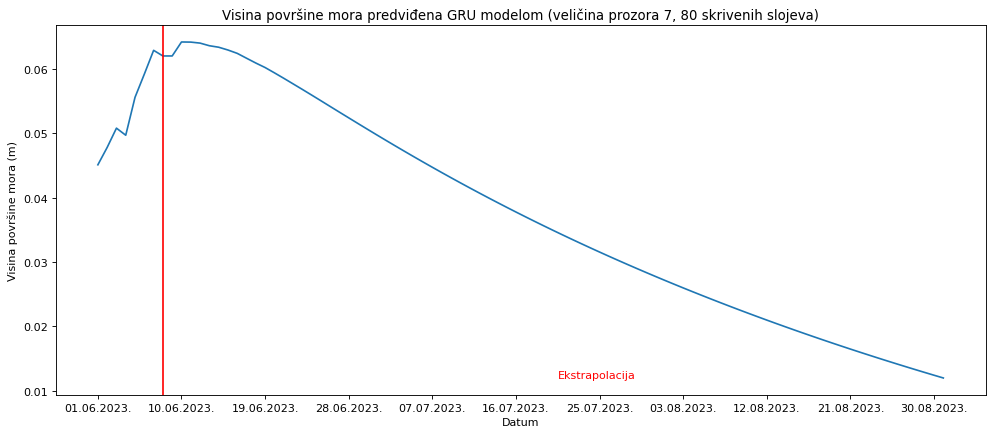 Visina površine mora predviđena GRU modelom (veličina prozora 7, 80 skrivenih slojeva)
Visina površine mora (m)
0.06
0.05
0.04
0.03
0.02
0.01
Ekstrapolacija
01.06.2023. 10.06.2023. 19.06.2023. 28.06.2023. 07.07.2023. 16.07.2023. 25.07.2023. 03.08.2023. 12.08.2023. 21.08.2023. 30.08.2023.
Datum